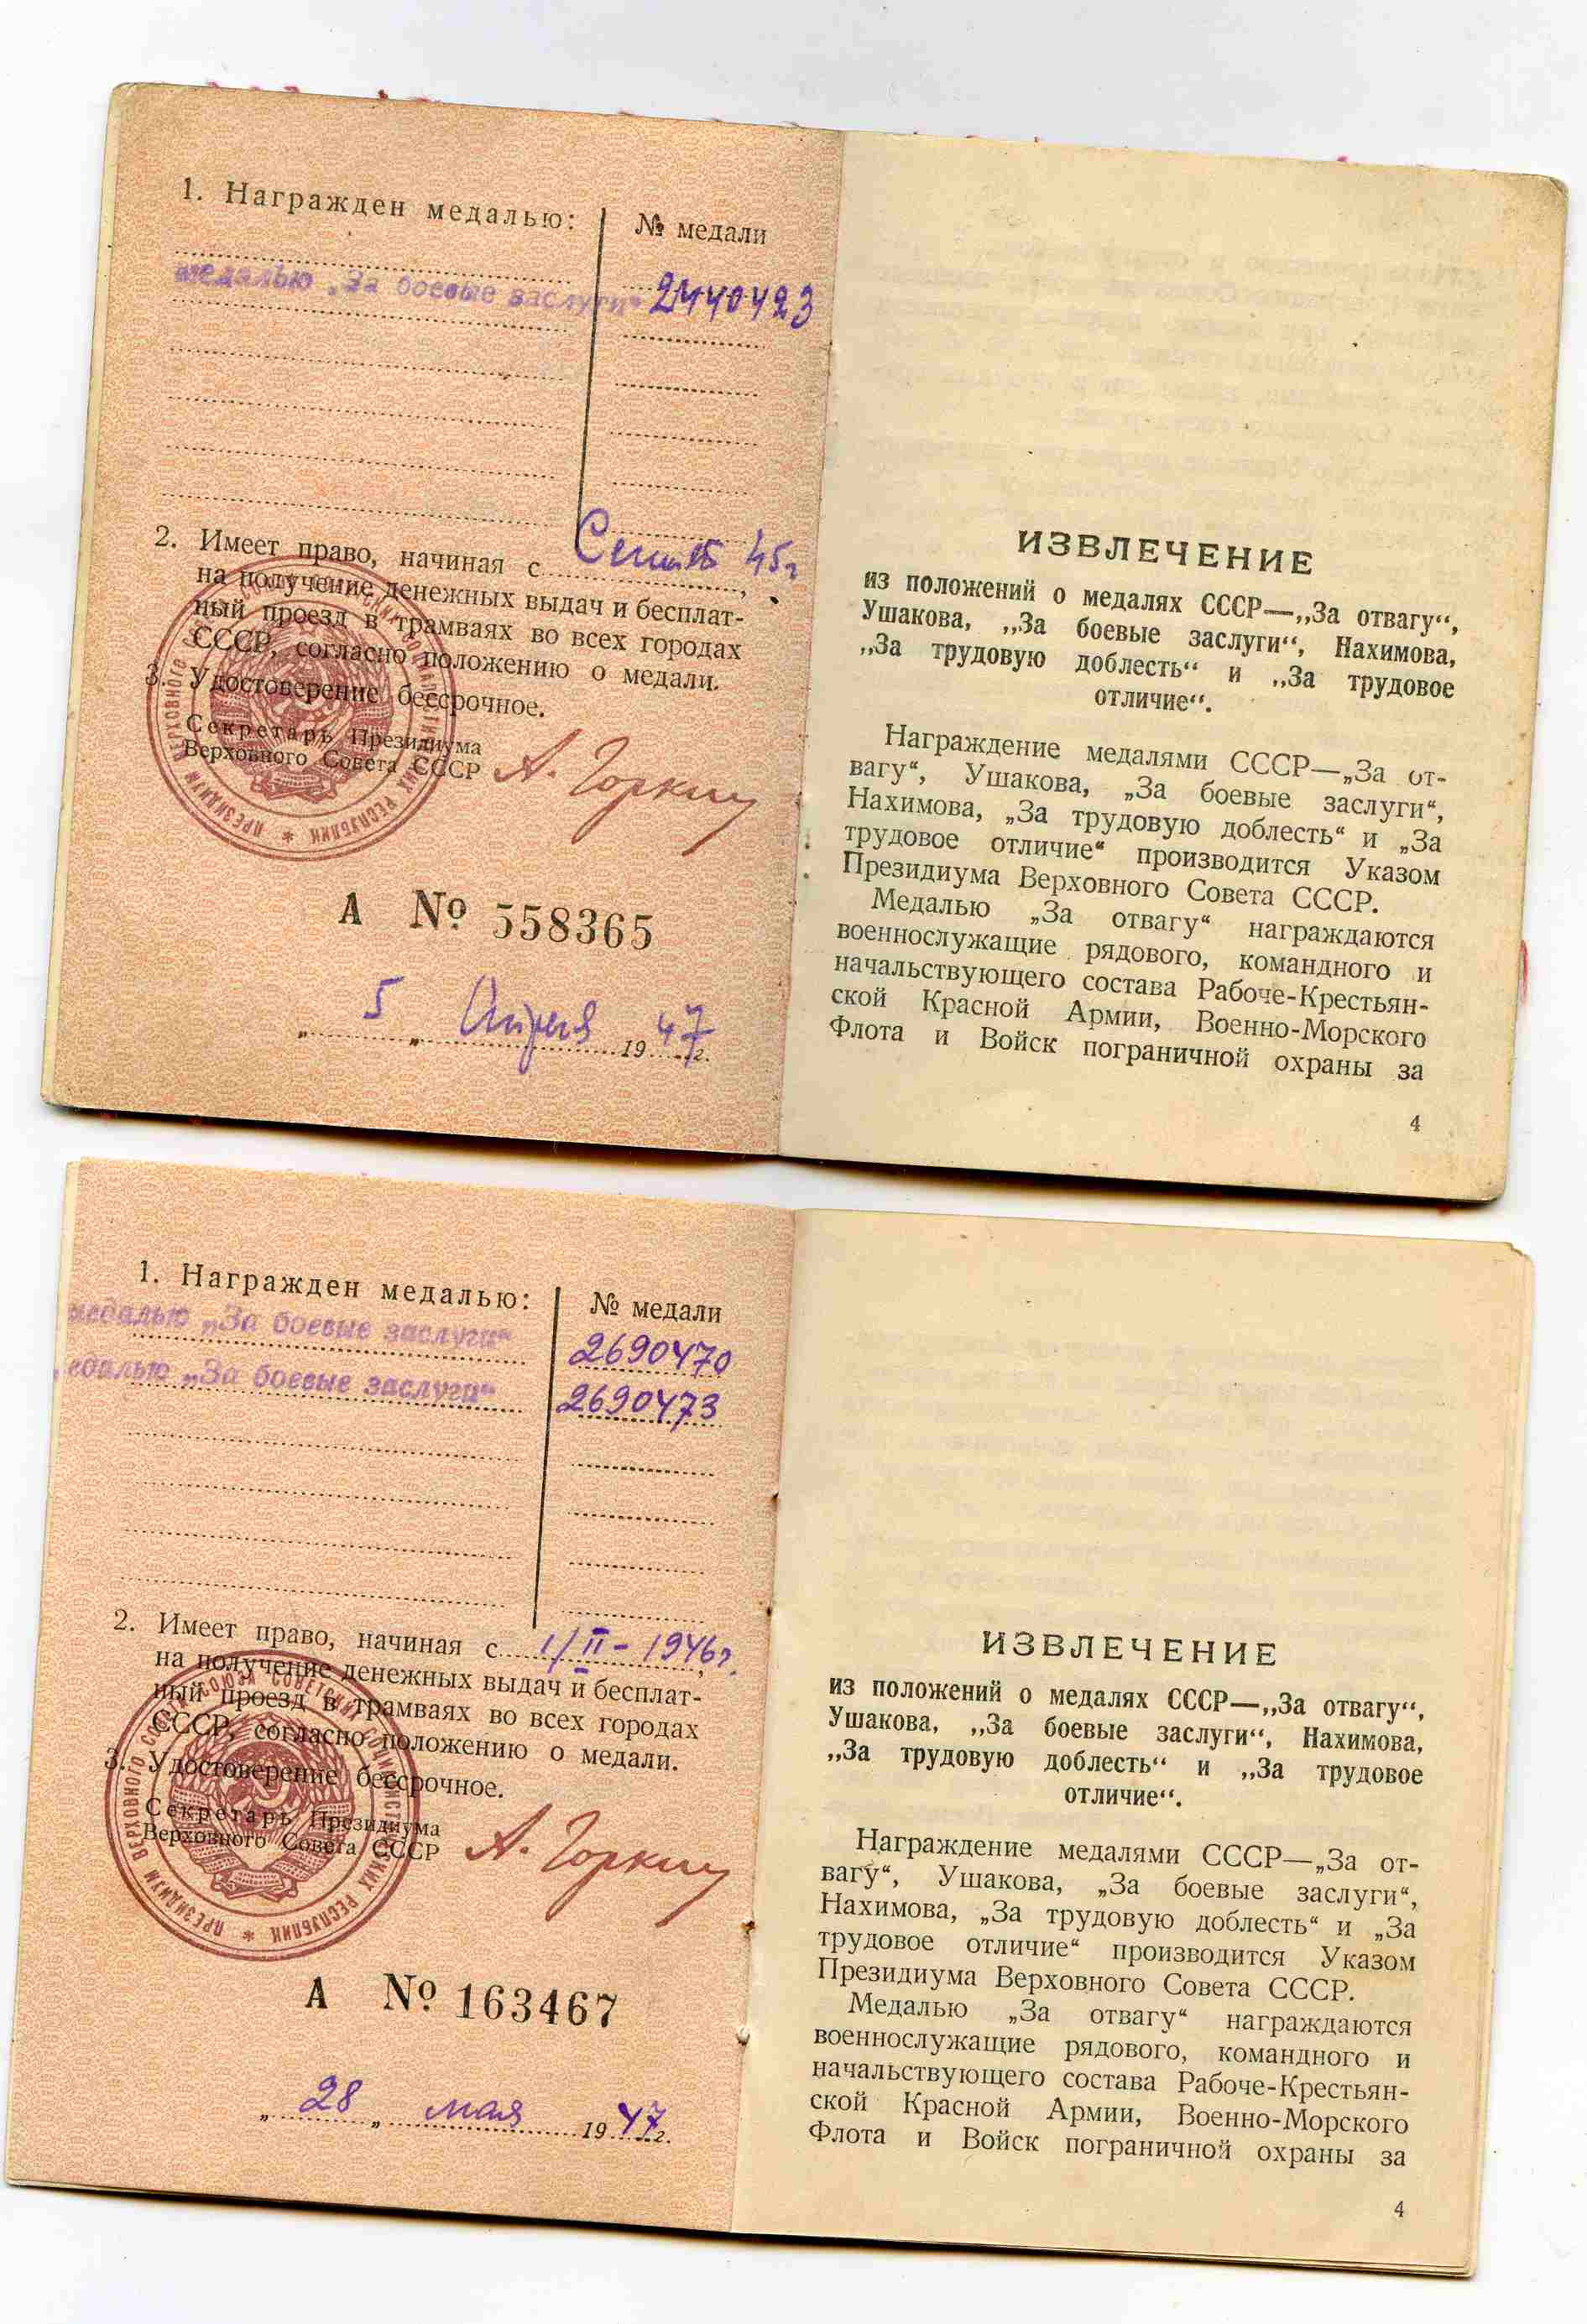 1. Награжден медалью:
№ медали
медалью „За боевые заслуги“ 2440423
2. Имеет право, начиная с Сент 45г,
на получение денежных выдач и бесплат-
ный проезд в трамваях во всех городах
СССР, согласно положению о медали.
3. Удостоверение бессрочное.
Секретарь Президиума
Верховного Совета СССР А. Горкин
А № 558365
„ 5 „ Апреля 1947г.
ИЗВЛЕЧЕНИЕ
из положений о медалях СССР—„За отвагу“,
Ушакова, „За боевые заслуги“, Нахимова,
„За трудовую доблесть“ и „За трудовое
отличие“.
Награждение медалями СССР—„За от-
вагу“, Ушакова, „За боевые заслуги“,
Нахимова, „За трудовую доблесть“ и „За
трудовое отличие“ производится Указом
Президиума Верховного Совета СССР.
Медалью „За отвагу“ награждаются
военнослужащие рядового, командного и
начальствующего состава Рабоче-Крестьян-
ской Красной Армии, Военно-Морского
Флота и Войск пограничной охраны за
4
1. Награжден медалью:
№ медали
медалью „За боевые заслуги“ 2690470
едалью „За боевые заслуги“ 2690473
2. Имеет право, начиная с 1/II-1946г,
на получение денежных выдач и бесплат-
ный проезд в трамваях во всех городах
СССР, согласно положению о медали.
3. Удостоверение бессрочное.
Секретарь Президиума
Верховного Совета СССР А. Горкин
А № 163467
„ 28 „ мая 1947г.
ИЗВЛЕЧЕНИЕ
из положений о медалях СССР—„За отвагу“,
Ушакова, „За боевые заслуги“, Нахимова,
„За трудовую доблесть“ и „За трудовое
отличие“.
Награждение медалями СССР—„За от-
вагу“, Ушакова, „За боевые заслуги“,
Нахимова, „За трудовую доблесть“ и „За
трудовое отличие“ производится Указом
Президиума Верховного Совета СССР.
Медалью „За отвагу“ награждаются
военнослужащие рядового, командного и
начальствующего состава Рабоче-Крестьян-
ской Красной Армии, Военно-Морского
Флота и Войск пограничной охраны за
4